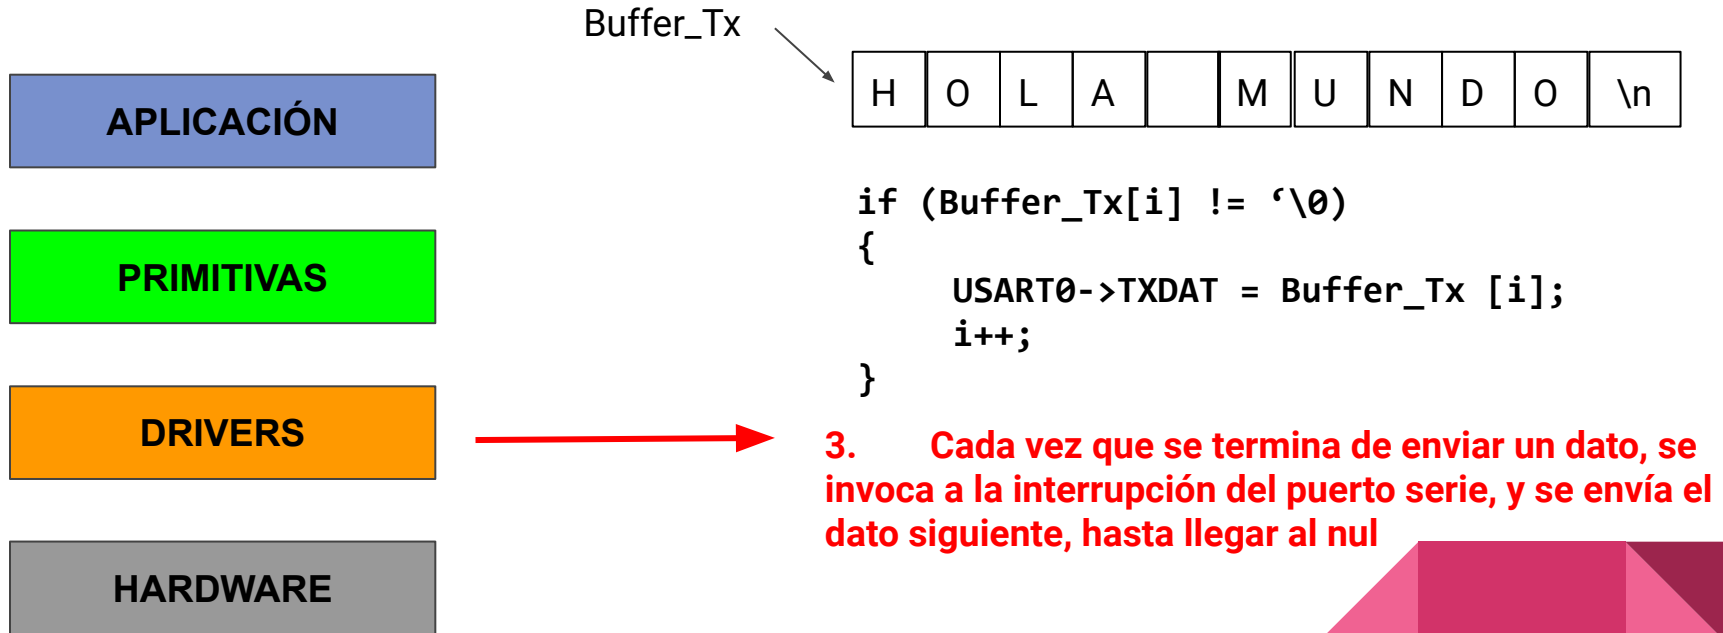 Buffer_Tx
H O L A M U N D O \n
APLICACIÓN
PRIMITIVAS
DRIVERS
HARDWARE
if (Buffer_Tx[i] != ‘\0)
{
USART0->TXDAT = Buffer_Tx [i];
i++;
}
3. Cada vez que se termina de enviar un dato, se
invoca a la interrupción del puerto serie, y se envía el
dato siguiente, hasta llegar al nul